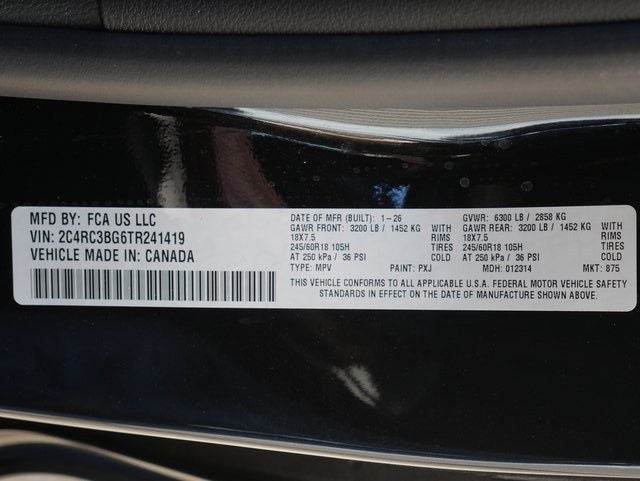 MFD BY: FCA US LLC
VIN: 2C4RC3BG6TR241419
VEHICLE MADE IN: CANADA
DATE OF MFR (BUILT): 1-26
GAWR FRONT: 3200 LB / 1452 KG WITH
18X7.5 RIMS
245/60R18 105H TIRES
AT 250 kPa / 36 PSI COLD
TYPE: MPV PAINT: PXJ
GVWR: 6300 LB / 2858 KG
GAWR REAR: 3200 LB / 1452 KG WITH
18X7.5 RIMS
245/60R18 105H TIRES
AT 250 kPa / 36 PSI COLD
MDH: 012314 MKT: 875
THIS VEHICLE CONFORMS TO ALL APPLICABLE U.S.A. FEDERAL MOTOR VEHICLE SAFETY
STANDARDS IN EFFECT ON THE DATE OF MANUFACTURE SHOWN ABOVE.